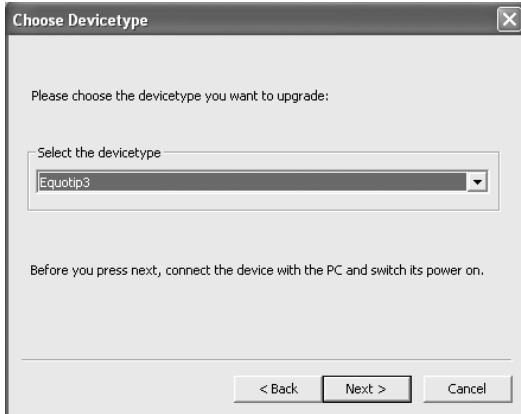 Choose Devicetype
Please choose the devicetype you want to upgrade:
Select the devicetype
Equotip3
Before you press next, connect the device with the PC and switch its power on.
< Back
Next >
Cancel